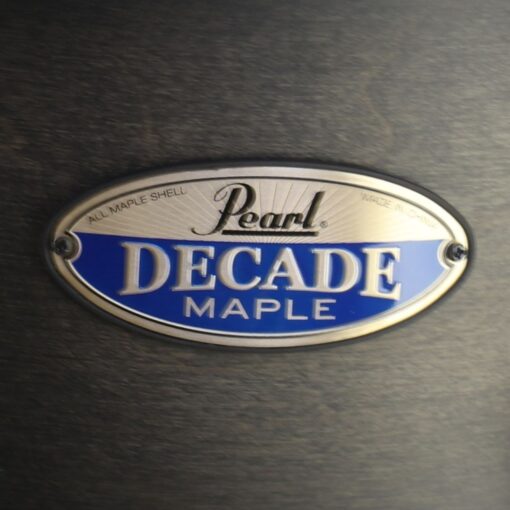 ALL MAPLE SHELL
MADE IN CHINA
Pearl®
DECADE
MAPLE